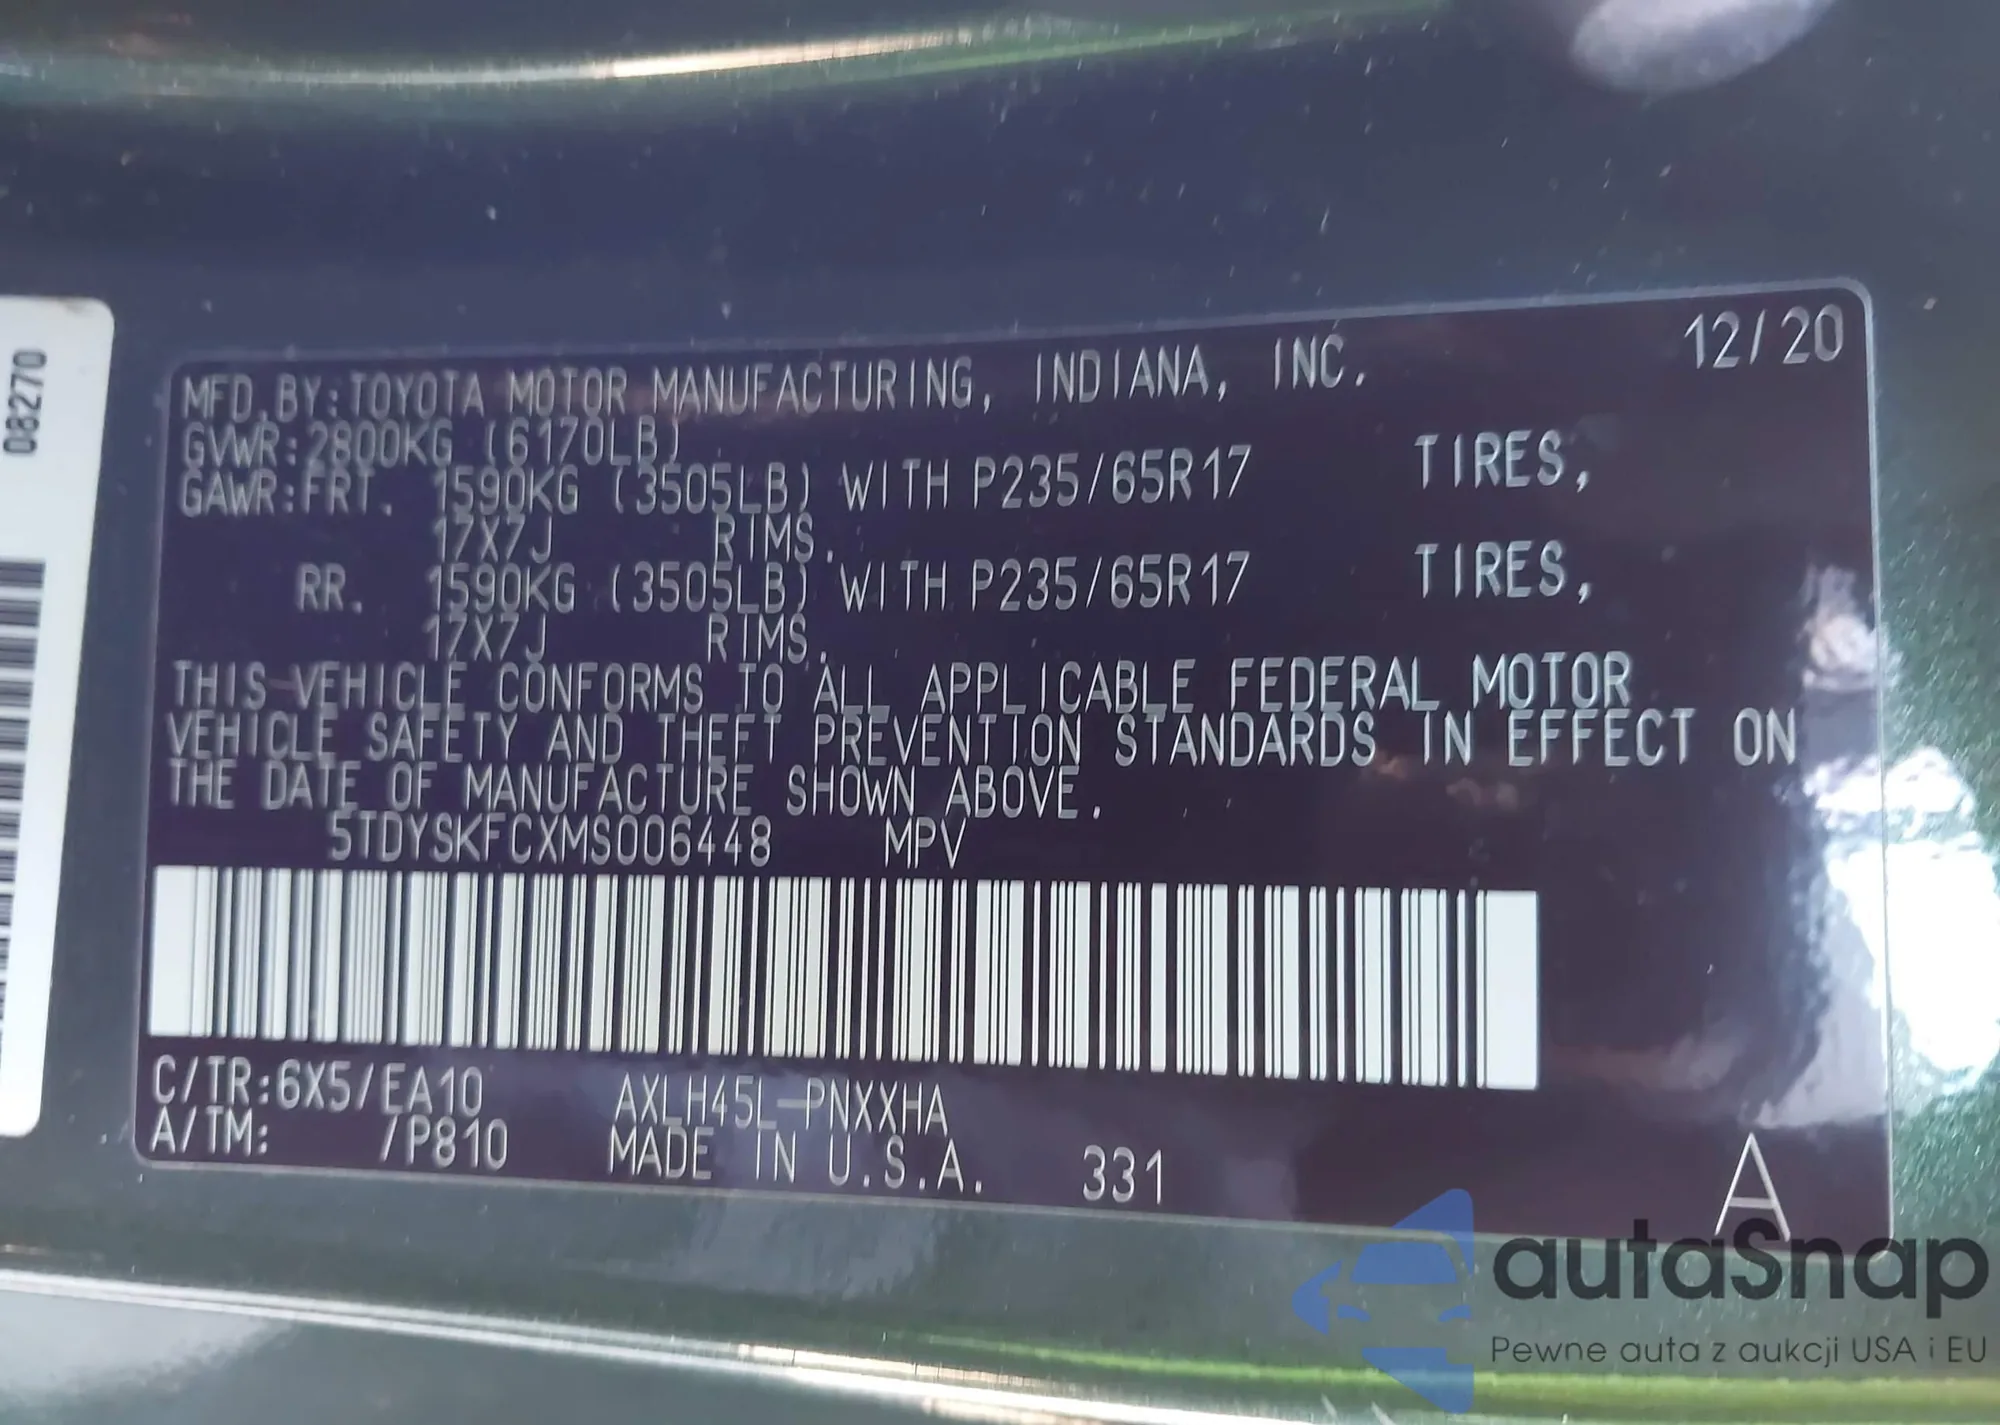 08270
12/20
MFD.BY:TOYOTA MOTOR MANUFACTURING, INDIANA, INC.
GVWR:2800KG (6170LB)
GAWR:FRT. 1590KG (3505LB) WITH P235/65R17 TIRES,
17X7J RIMS,
RR. 1590KG (3505LB) WITH P235/65R17 TIRES,
17X7J RIMS,
THIS VEHICLE CONFORMS TO ALL APPLICABLE FEDERAL MOTOR
VEHICLE SAFETY AND THEFT PREVENTION STANDARDS IN EFFECT ON
THE DATE OF MANUFACTURE SHOWN ABOVE.
5TDYSKFCXMS006448 MPV
C/TR:6X5/EA10 AXLH45L-PNXXHA
A/TM: /P810 MADE IN U.S.A. 331 A
autaSnap
Pewne auta z aukcji USA i EU